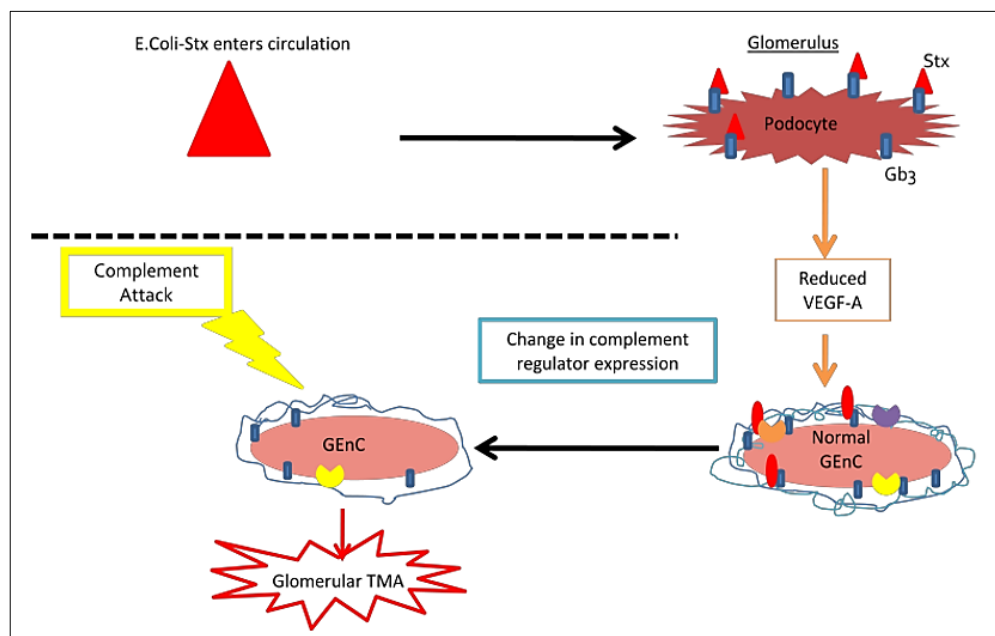 E.Coli-Stx enters circulation
Glomerulus
Stx
Podocyte
Gb3
Reduced
VEGF-A
Complement
Attack
Change in complement
regulator expression
GEnC
Normal
GEnC
Glomerular TMA